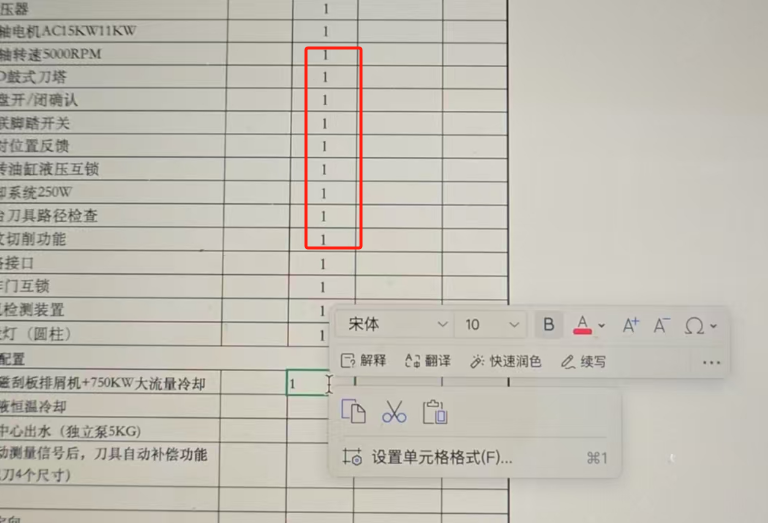 压器 1
轴电机AC15KW11KW 1
轴转速5000RPM 1
鼓式刀塔 1
盘开/闭确认 1
联脚踏开关 1
对位置反馈 1
转油缸液压互锁 1
却系统250W 1
台刀具路径检查 1
切削功能 1
接口 1
门互锁 1
检测装置 1
灯（圆柱） 1
配置
磁刮板排屑机+750KW大流量冷却 1
液恒温冷却
中心出水（独立泵5KG）
动测量信号后，刀具自动补偿功能
刀4个尺寸）
宋体 10 B A A+ A-
解释 翻译 快速润色 续写 ...
设置单元格格式(F)... ⌘1